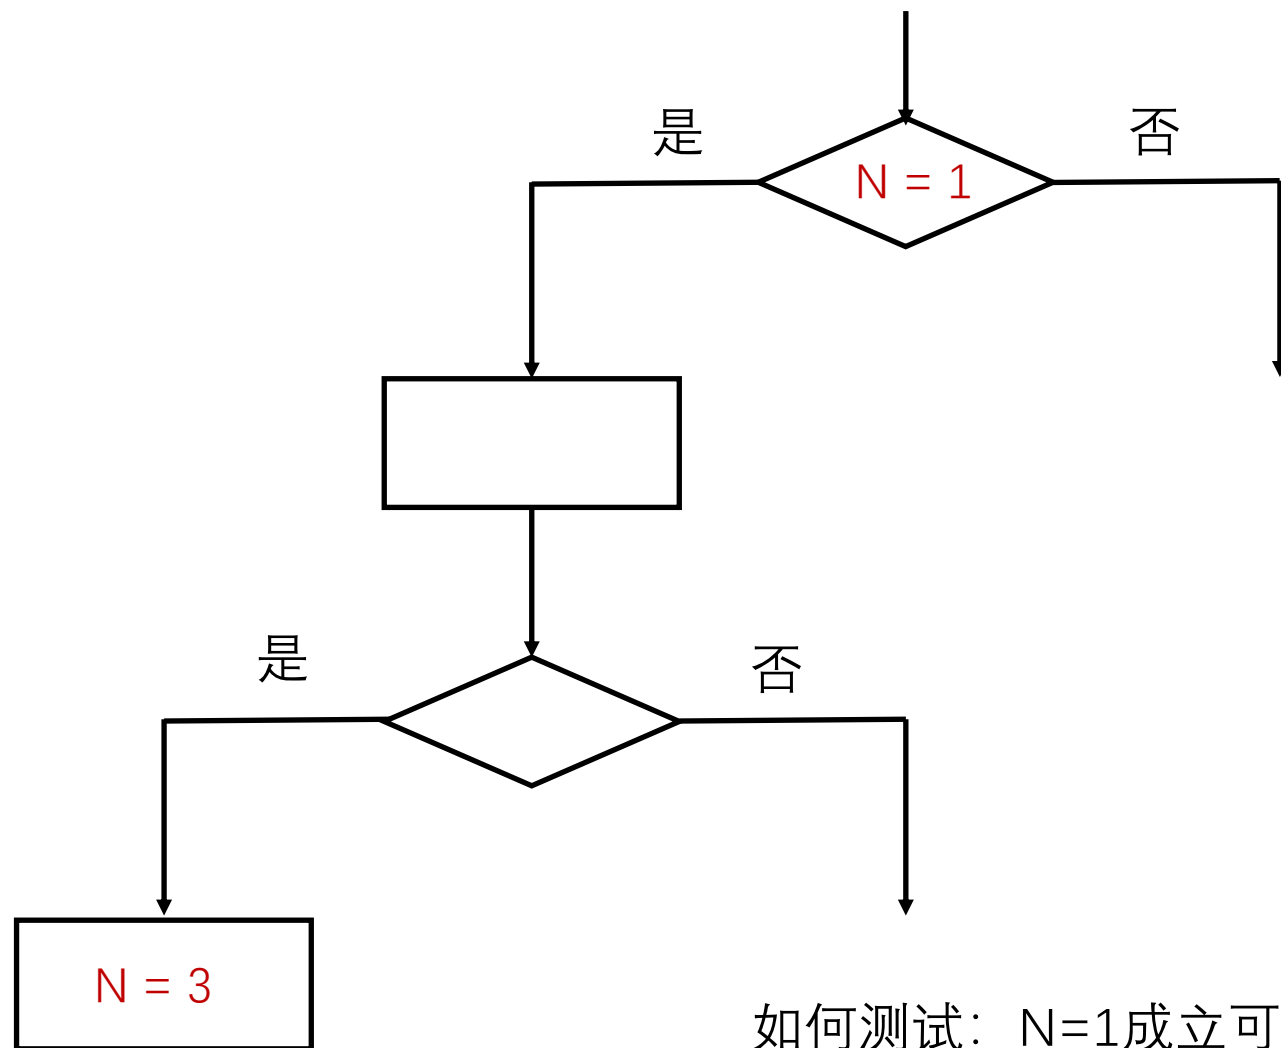 是
否
N = 1
是
否
N = 3
如何测试：N=1成立可